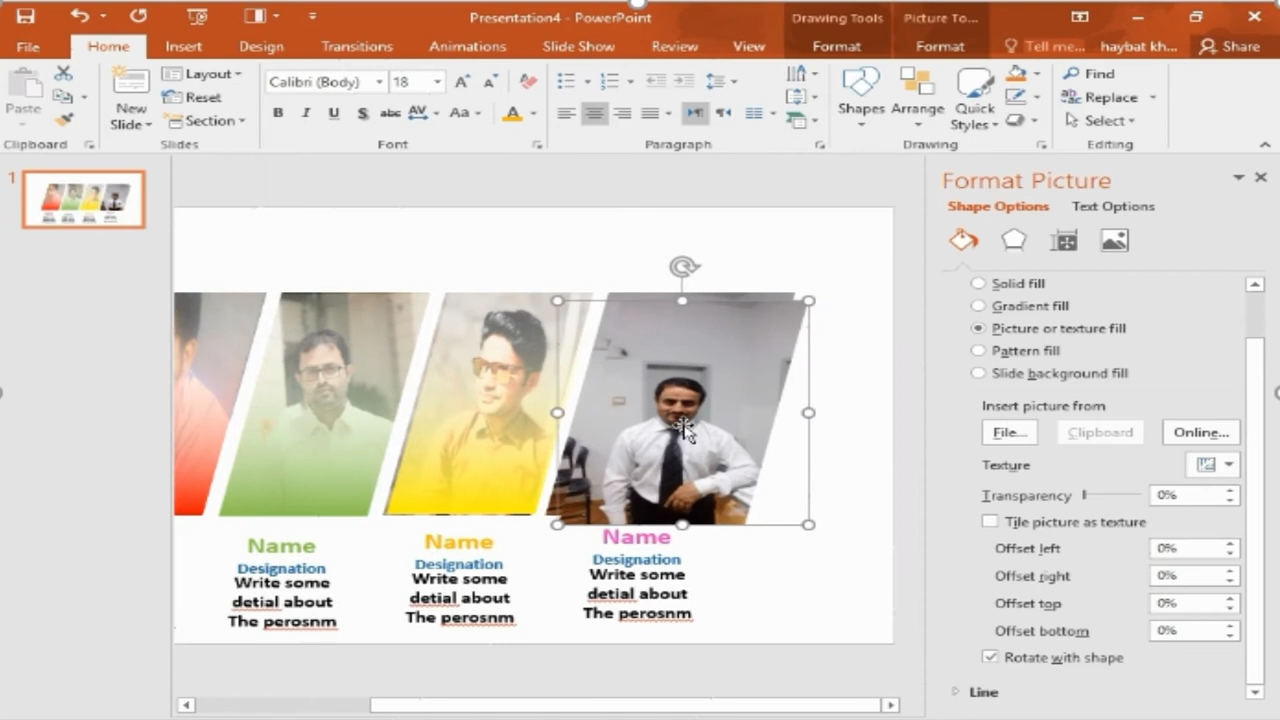 Presentation4 - PowerPoint
Drawing Tools
Picture To...
File
Home
Insert
Design
Transitions
Animations
Slide Show
Review
View
Format
Format
Tell me...
haybat kh...
Share
Paste
New
Slide
Layout
Reset
Section
Calibri (Body)
18
B I U S abc AV Aa A
Shapes
Arrange
Quick
Styles
Find
Replace
Select
Clipboard
Slides
Font
Paragraph
Drawing
Editing
1
Format Picture
Shape Options
Text Options
Solid fill
Gradient fill
Picture or texture fill
Pattern fill
Slide background fill
Insert picture from
File...
Clipboard
Online...
Texture
Transparency
0%
Tile picture as texture
Offset left
0%
Offset right
0%
Offset top
0%
Offset bottom
0%
Rotate with shape
Line
Name
Designation
Write some
detial about
The perosnm
Name
Designation
Write some
detial about
The perosnm
Name
Designation
Write some
detial about
The perosnm